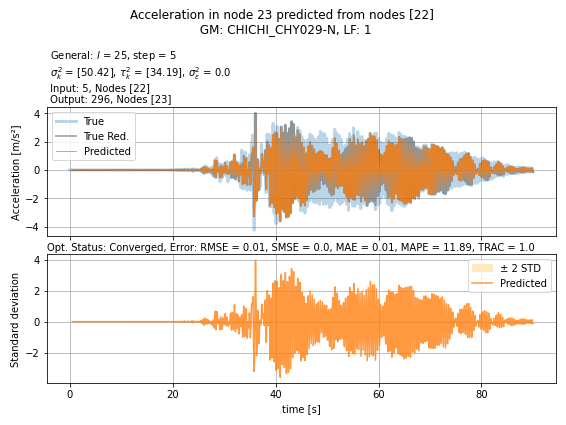 Acceleration in node 23 predicted from nodes [22]
GM: CHICHI_CHY029-N, LF: 1
General: l = 25, step = 5
σ²ₖ = [50.42], τ²ₖ = [34.19], σ²ε = 0.0
Input: 5, Nodes [22]
Output: 296, Nodes [23]
4
2
0
−2
−4
Acceleration [m/s²]
True
True Red.
Predicted
Opt. Status: Converged, Error: RMSE = 0.01, SMSE = 0.0, MAE = 0.01, MAPE = 11.89, TRAC = 1.0
4
2
0
−2
Standard deviation
± 2 STD
Predicted
0 20 40 60 80
time [s]